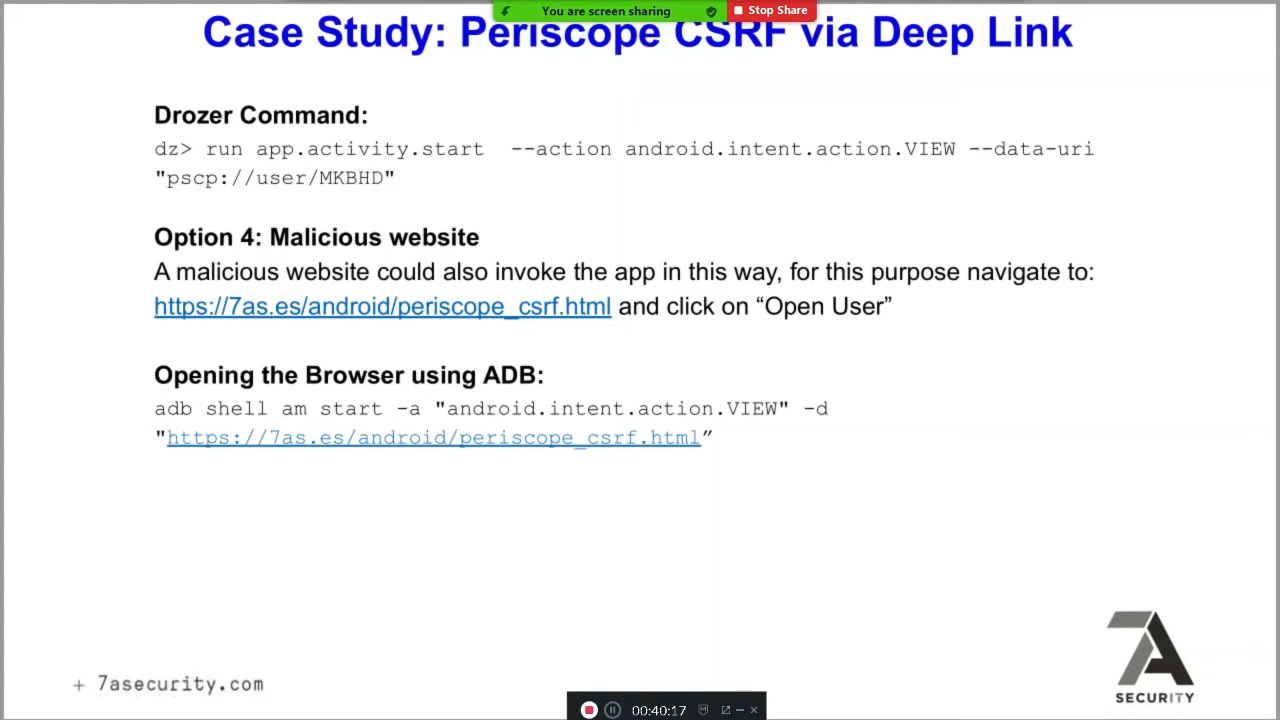 You are screen sharing
Stop Share
Case Study: Periscope CSRF via Deep Link
Drozer Command:
dz> run app.activity.start  --action android.intent.action.VIEW --data-uri
"pscp://user/MKBHD"
Option 4: Malicious website
A malicious website could also invoke the app in this way, for this purpose navigate to:
https://7as.es/android/periscope_csrf.html and click on “Open User”
Opening the Browser using ADB:
adb shell am start -a "android.intent.action.VIEW" -d
"https://7as.es/android/periscope_csrf.html”
7A
SECURITY
+ 7asecurity.com
00:40:17